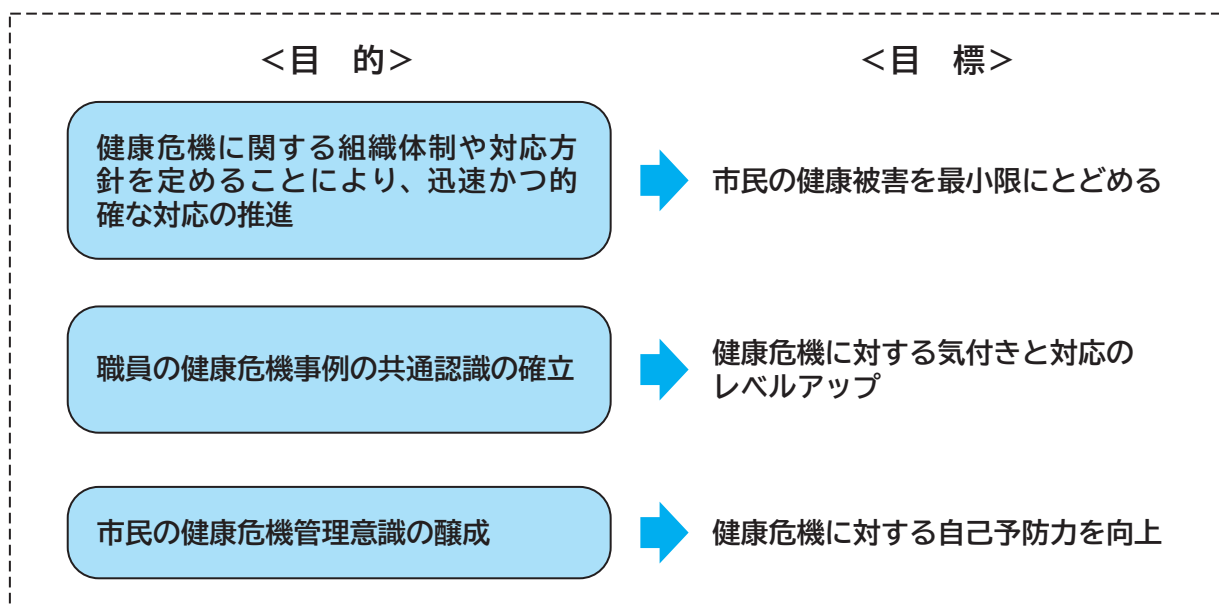 ＜目　的＞
＜目　標＞
健康危機に関する組織体制や対応方
針を定めることにより、迅速かつ的
確な対応の推進
市民の健康被害を最小限にとどめる
職員の健康危機事例の共通認識の確立
健康危機に対する気付きと対応の
レベルアップ
市民の健康危機管理意識の醸成
健康危機に対する自己予防力を向上